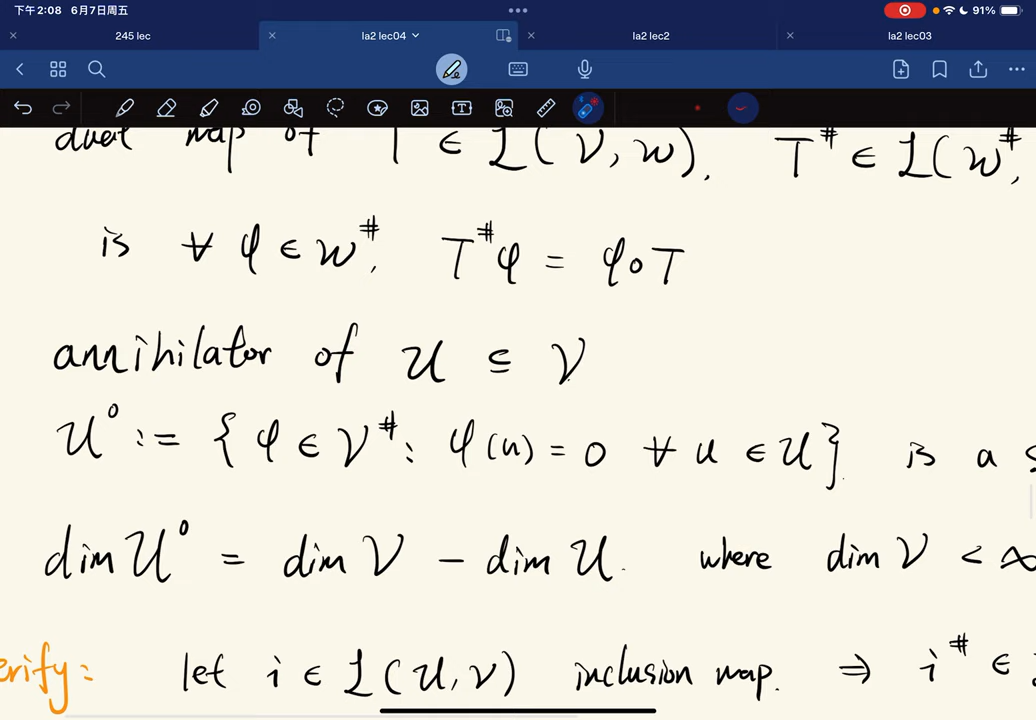 下午2:08 6月7日周五 91%
245 lec la2 lec04 la2 lec2 la2 lec03
dual map of T ∈ ℒ(V, W), T^# ∈ ℒ(W^#,
is ∀ φ ∈ W^#, T^#φ = φ∘T
annihilator of U ⊆ V
U⁰ := {φ ∈ V^# : φ(u) = 0 ∀ u ∈ U} is a s
dim U⁰ = dim V − dim U. where dim V < ∞
erify: let i ∈ ℒ(U, V) inclusion map. ⇒ i^# ∈